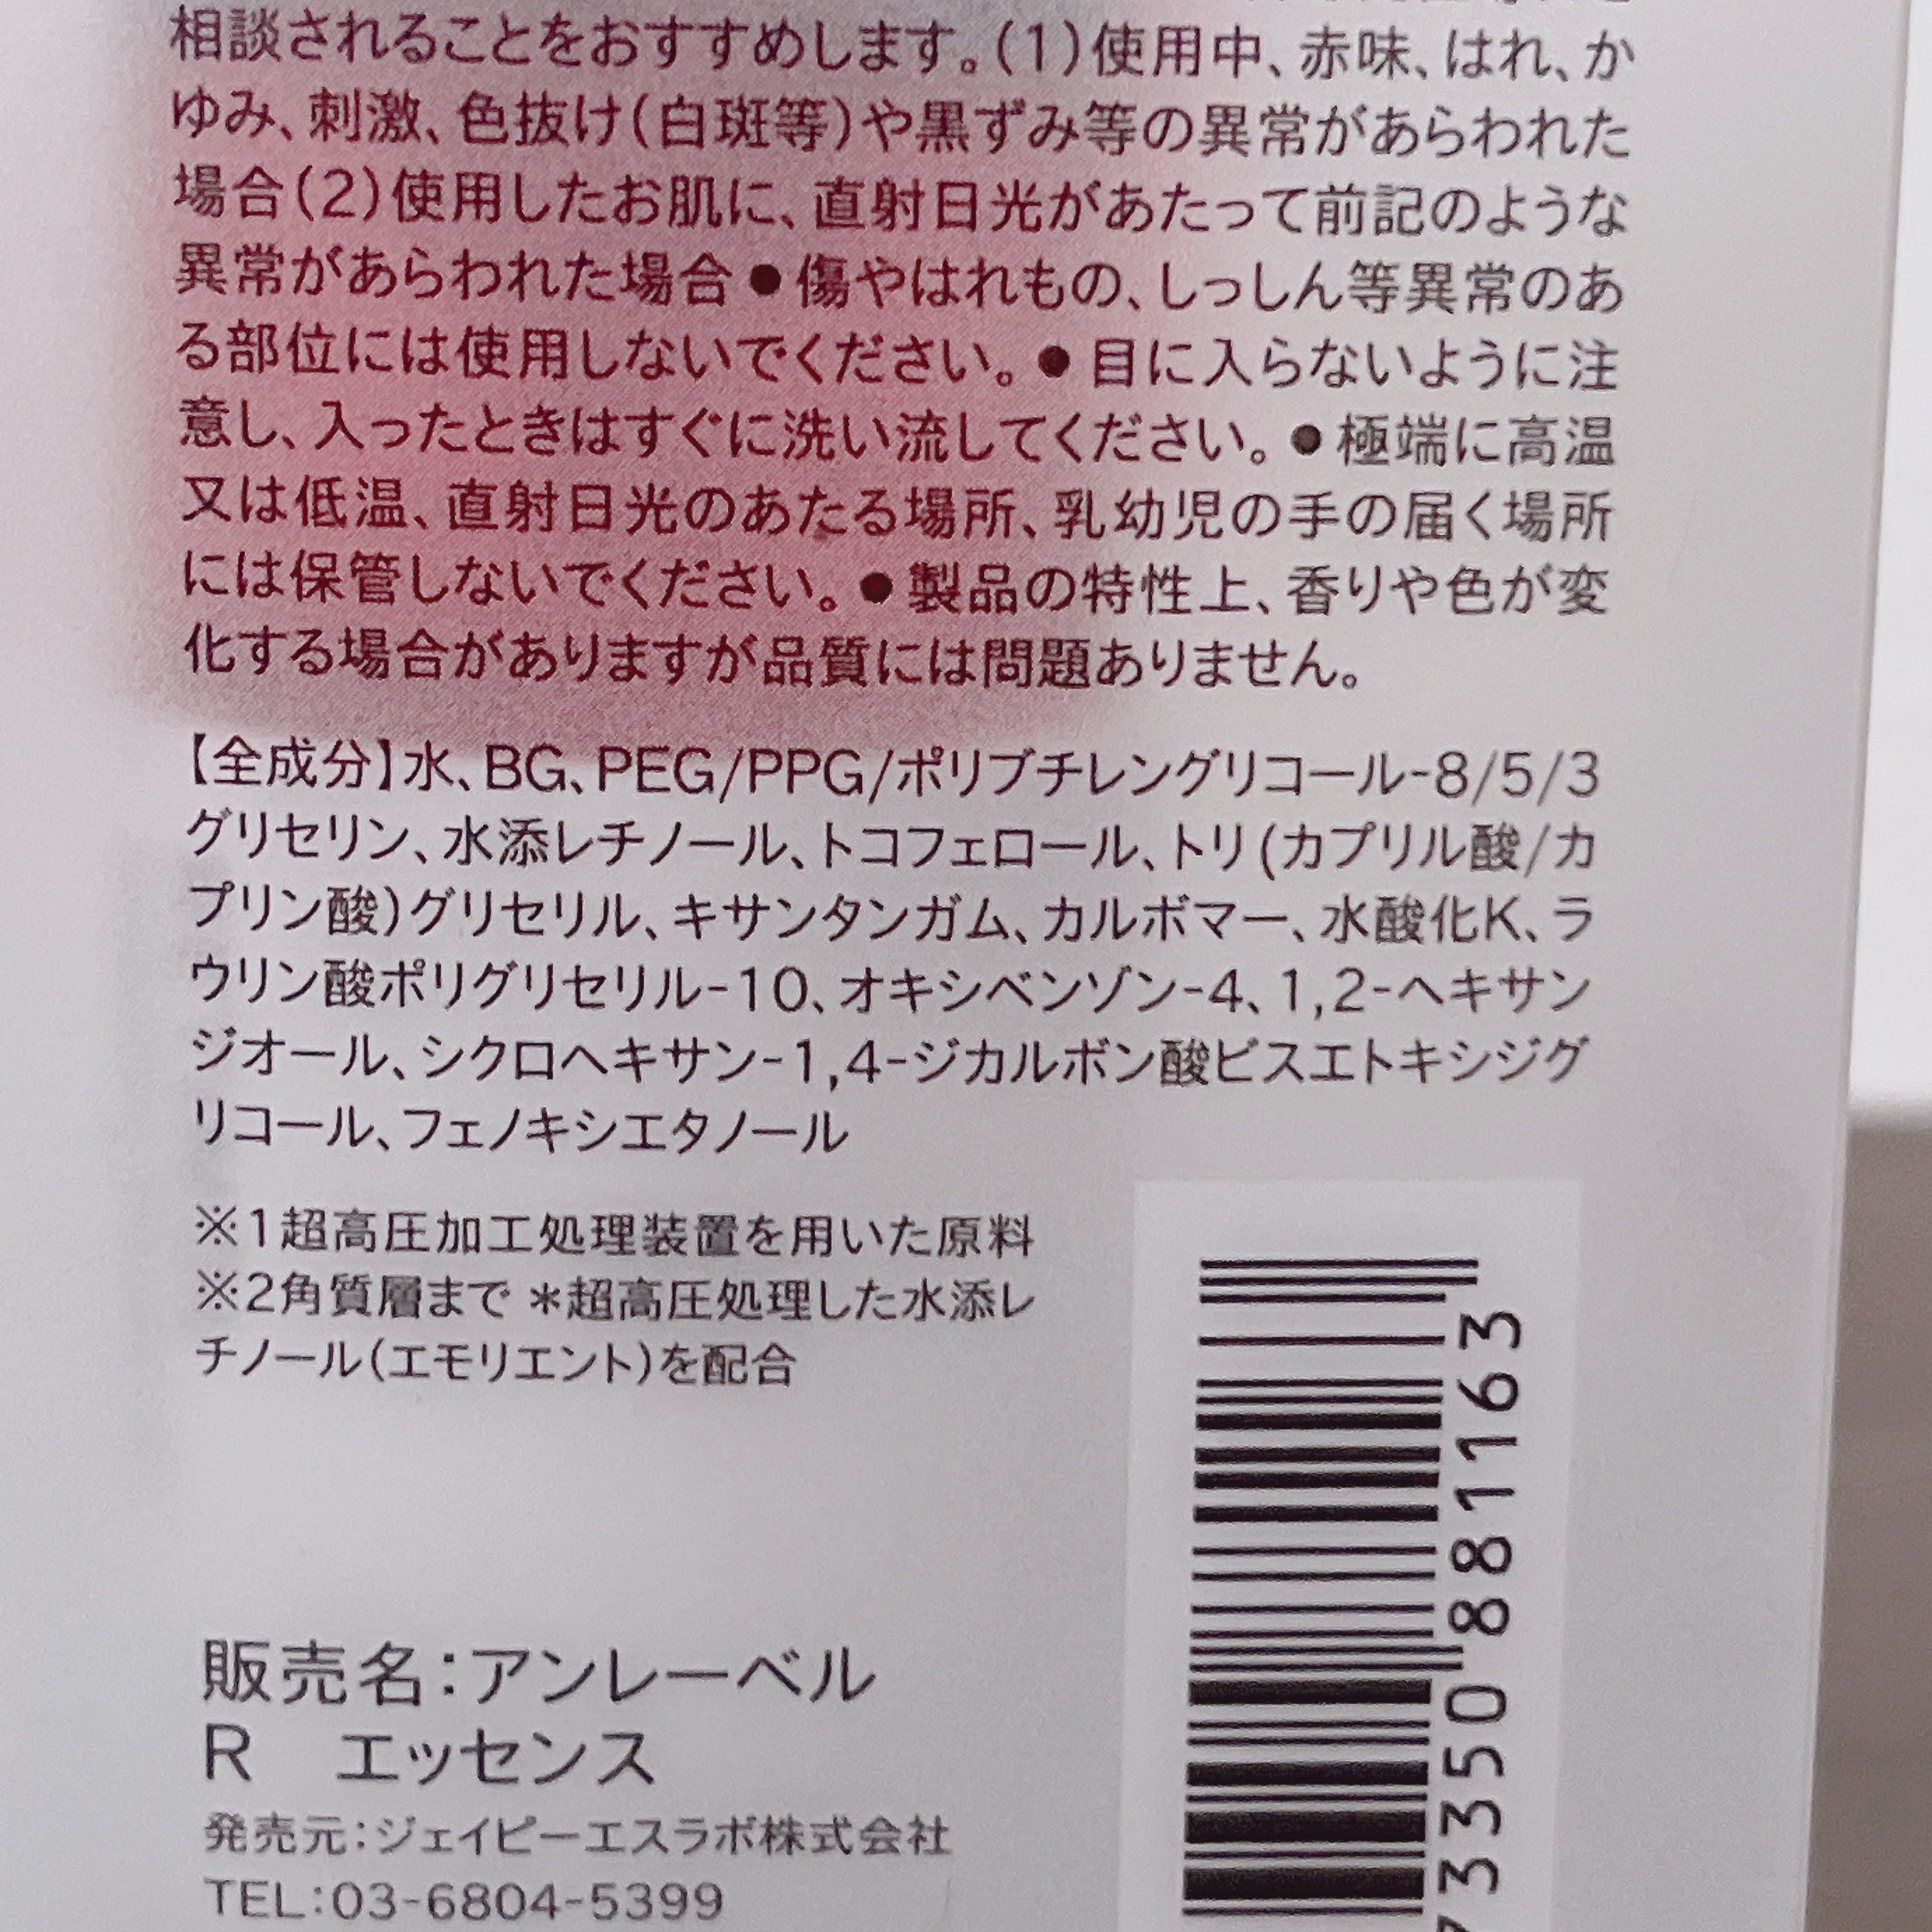 相談されることをおすすめします。(1)使用中、赤味、はれ、か
ゆみ、刺激、色抜け(白斑等)や黒ずみ等の異常があらわれた
場合(2)使用したお肌に、直射日光があたって前記のような
異常があらわれた場合 ● 傷やはれもの、しっしん等異常のあ
る部位には使用しないでください。 ● 目に入らないように注
意し、入ったときはすぐに洗い流してください。 ● 極端に高温
又は低温、直射日光のあたる場所、乳幼児の手の届く場所
には保管しないでください。 ● 製品の特性上、香りや色が変
化する場合がありますが品質には問題ありません。
【全成分】水、BG、PEG/PPG/ポリブチレングリコール-8/5/3
グリセリン、水添レチノール、トコフェロール、トリ(カプリル酸/カ
プリン酸)グリセリル、キサンタンガム、カルボマー、水酸化K、ラ
ウリン酸ポリグリセリル-10、オキシベンゾン-4、1,2-ヘキサン
ジオール、シクロヘキサン-1,4-ジカルボン酸ビスエトキシジグ
リコール、フェノキシエタノール
※1超高圧加工処理装置を用いた原料
※2角質層まで ＊超高圧処理した水添レ
チノール(エモリエント)を配合
販売名：アンレーベル
R　エッセンス
発売元：ジェイピーエスラボ株式会社
TEL：03-6804-5399
73350 881163